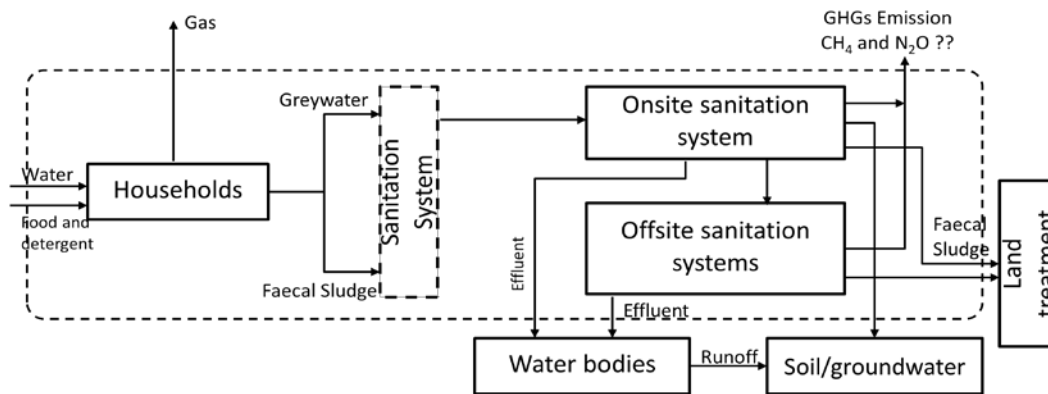 Gas
GHGs Emission
CH₄ and N₂O ??
Greywater
Sanitation
System
Onsite sanitation
system
Water
Food and
detergent
Households
Faecal Sludge
Offsite sanitation
systems
Effluent
Effluent
Faecal
Sludge
Land
treatment
Water bodies
Runoff
Soil/groundwater